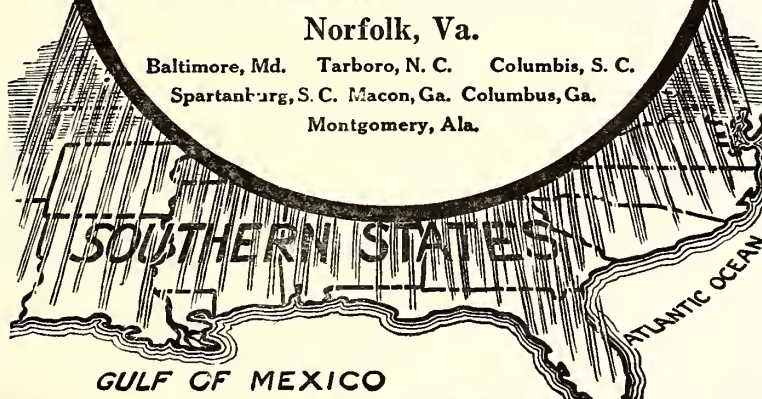 Norfolk, Va.
Baltimore, Md. Tarboro, N. C. Columbis, S. C.
Spartanburg, S. C. Macon, Ga. Columbus, Ga.
Montgomery, Ala.
SOUTHERN STATES
ATLANTIC OCEAN
GULF OF MEXICO